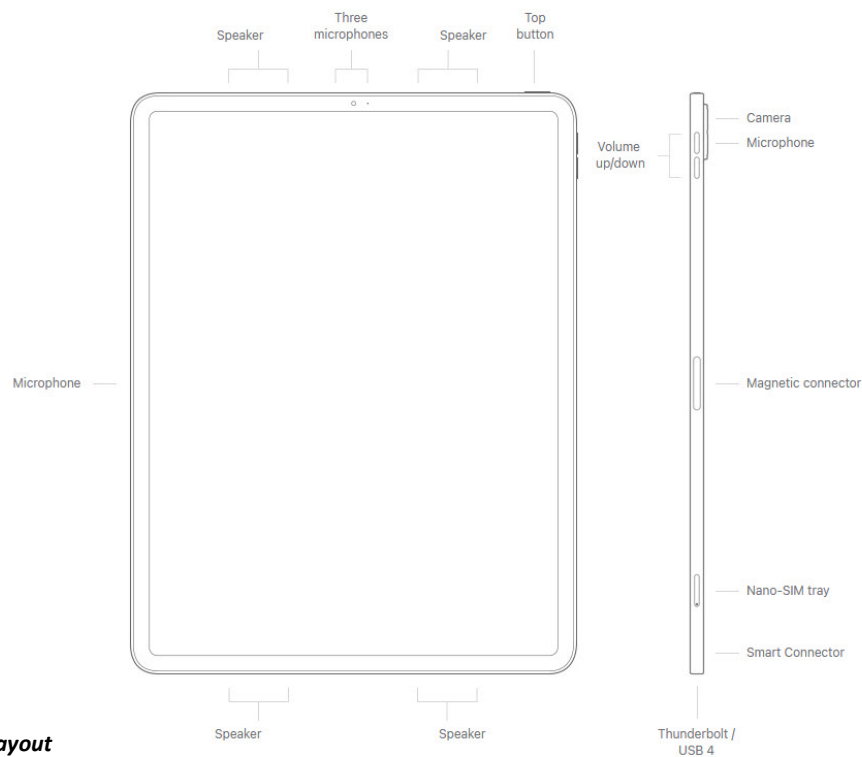 Speaker
Three
microphones
Speaker
Top
button
Camera
Microphone
Volume
up/down
Microphone
Magnetic connector
Nano-SIM tray
Smart Connector
Speaker
Speaker
Thunderbolt /
USB 4
ayout